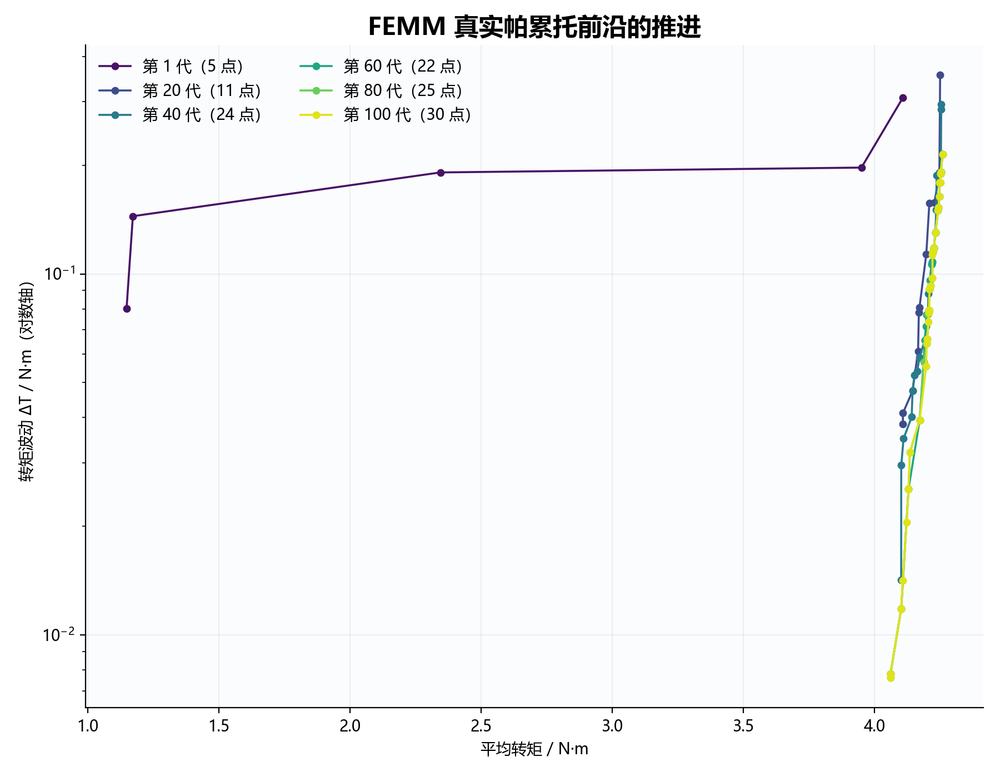 FEMM 真实帕累托前沿的推进
第 1 代（5 点）
第 20 代（11 点）
第 40 代（24 点）
第 60 代（22 点）
第 80 代（25 点）
第 100 代（30 点）
转矩波动 ΔT / N·m（对数轴）
10⁻¹
10⁻²
1.0 1.5 2.0 2.5 3.0 3.5 4.0
平均转矩 / N·m